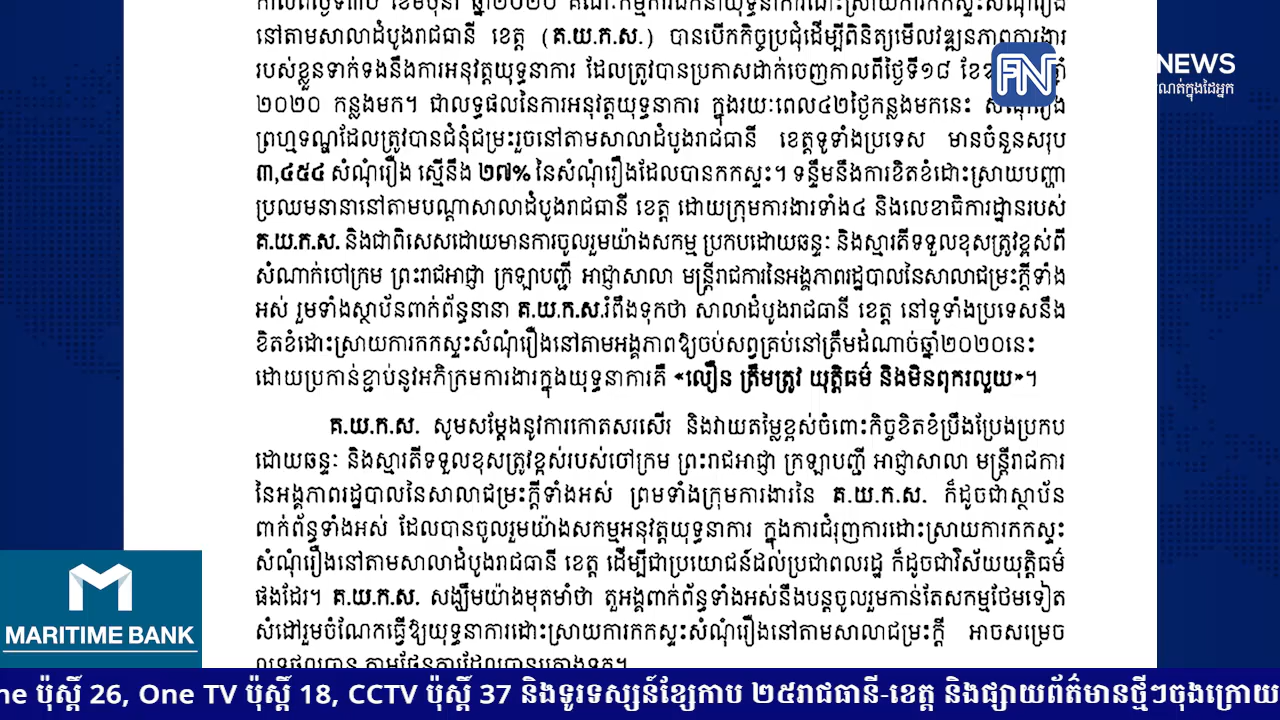 នៅតាមសាលាដំបូងរាជធានី ខេត្ត (គ.យ.ក.ស.) បានបើកកិច្ចប្រជុំដើម្បីពិនិត្យមើលវឌ្ឍនភាពការងារ
របស់ខ្លួនទាក់ទងនឹងការអនុវត្តយុទ្ធនាការ ដែលត្រូវបានប្រកាសដាក់ចេញកាលពីថ្ងៃទី១៨
២០២០ កន្លងមក។ ជាលទ្ធផលនៃការអនុវត្តយុទ្ធនាការ ក្នុងរយៈពេល៤២ថ្ងៃកន្លងមកនេះ សំណុំរឿង
ព្រហ្មទណ្ឌដែលត្រូវបានជំនុំជម្រះរួចនៅតាមសាលាដំបូងរាជធានី ខេត្តទូទាំងប្រទេស មានចំនួនសរុប
៣,៤៥៤ សំណុំរឿង ស្មើនឹង ២៧% នៃសំណុំរឿងដែលបានកកស្ទះ។ ទន្ទឹមនឹងការខិតខំដោះស្រាយបញ្ហា
ប្រឈមនានានៅតាមបណ្តាសាលាដំបូងរាជធានី ខេត្ត ដោយក្រុមការងារទាំង៤ និងលេខាធិការដ្ឋានរបស់
គ.យ.ក.ស. និងជាពិសេសដោយមានការចូលរួមយ៉ាងសកម្ម ប្រកបដោយឆន្ទៈ និងស្មារតីទទួលខុសត្រូវខ្ពស់ពី
សំណាក់ចៅក្រម ព្រះរាជអាជ្ញា ក្រឡាបញ្ជី អាជ្ញាសាលា មន្ត្រីរាជការនៃអង្គភាពរដ្ឋបាលនៃសាលាជម្រះក្តីទាំង
អស់ រួមទាំងស្ថាប័នពាក់ព័ន្ធនានា គ.យ.ក.ស.រំពឹងទុកថា សាលាដំបូងរាជធានី ខេត្ត នៅទូទាំងប្រទេសនឹង
ខិតខំដោះស្រាយការកកស្ទះសំណុំរឿងនៅតាមអង្គភាពឱ្យចប់សព្វគ្រប់នៅត្រឹមដំណាច់ឆ្នាំ២០២០នេះ
ដោយប្រកាន់ខ្ជាប់នូវអភិក្រមការងារក្នុងយុទ្ធនាការគឺ «លឿន ត្រឹមត្រូវ យុត្តិធម៌ និងមិនពុករលួយ»។
គ.យ.ក.ស. សូមសម្តែងនូវការកោតសរសើរ និងវាយតម្លៃខ្ពស់ចំពោះកិច្ចខិតខំប្រឹងប្រែងប្រកប
ដោយឆន្ទៈ និងស្មារតីទទួលខុសត្រូវខ្ពស់របស់ចៅក្រម ព្រះរាជអាជ្ញា ក្រឡាបញ្ជី អាជ្ញាសាលា មន្ត្រីរាជការ
នៃអង្គភាពរដ្ឋបាលនៃសាលាជម្រះក្តីទាំងអស់ ព្រមទាំងក្រុមការងារនៃ គ.យ.ក.ស. ក៏ដូចជាស្ថាប័ន
ពាក់ព័ន្ធទាំងអស់ ដែលបានចូលរួមយ៉ាងសកម្មអនុវត្តយុទ្ធនាការ ក្នុងការជំរុញការដោះស្រាយការកកស្ទះ
សំណុំរឿងនៅតាមសាលាដំបូងរាជធានី ខេត្ត ដើម្បីជាប្រយោជន៍ដល់ប្រជាពលរដ្ឋ ក៏ដូចជាវិស័យយុត្តិធម៌
ផងដែរ។ គ.យ.ក.ស. សង្ឃឹមយ៉ាងមុតមាំថា តួអង្គពាក់ព័ន្ធទាំងអស់នឹងបន្តចូលរួមកាន់តែសកម្មថែមទៀត
សំដៅរួមចំណែកធ្វើឱ្យយុទ្ធនាការដោះស្រាយការកកស្ទះសំណុំរឿងនៅតាមសាលាជម្រះក្តី អាចសម្រេច
FN
NEWS
MARITIME BANK
ne ប៉ុស្តិ៍ 26, One TV ប៉ុស្តិ៍ 18, CCTV ប៉ុស្តិ៍ 37 និងទូរទស្សន៍ខ្សែកាប ២៥រាជធានី-ខេត្ត និងផ្សាយព័ត៌មានថ្មីៗចុងក្រោយ